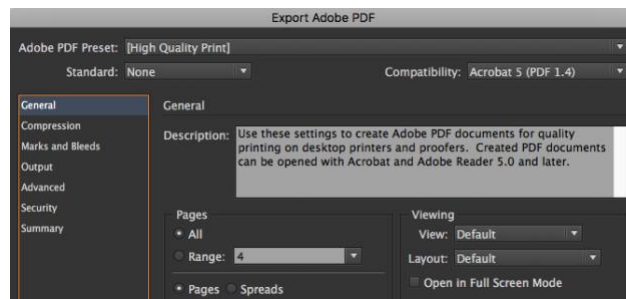 Export Adobe PDF
Adobe PDF Preset: [High Quality Print]
Standard: None Compatibility: Acrobat 5 (PDF 1.4)
General
Compression
Marks and Bleeds
Output
Advanced
Security
Summary
General
Description: Use these settings to create Adobe PDF documents for quality
printing on desktop printers and proofers. Created PDF documents
can be opened with Acrobat and Adobe Reader 5.0 and later.
Pages
All
Range: 4
Pages Spreads
Viewing
View: Default
Layout: Default
Open in Full Screen Mode